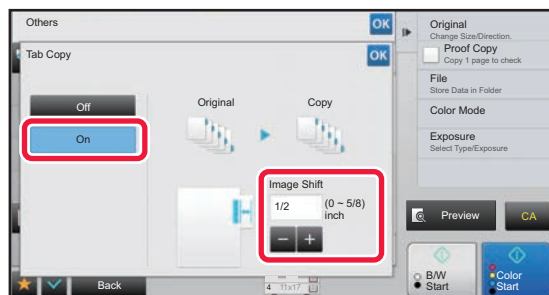 Others
OK
Tab Copy
OK
Off
On
Original
Copy
Image Shift
1/2
(0 ~ 5/8)
inch
Back
4 11x17
Original
Change Size/Direction.
Proof Copy
Copy 1 page to check
File
Store Data in Folder
Color Mode
Exposure
Select Type/Exposure
Preview
CA
B/W
Start
Color
Start